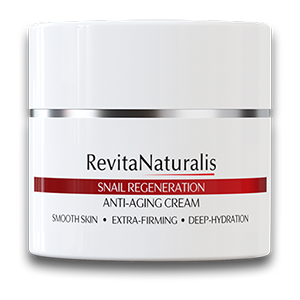 RevitaNaturalis
SNAIL REGENERATION
ANTI-AGING CREAM
SMOOTH SKIN • EXTRA-FIRMING • DEEP-HYDRATION